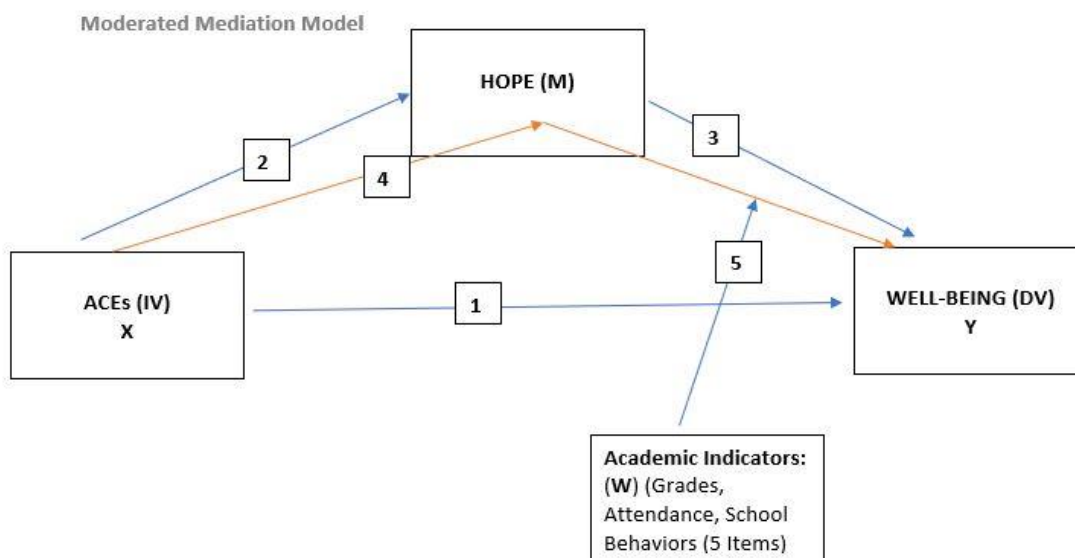 Moderated Mediation Model
HOPE (M)
2
3
4
5
ACEs (IV)
X
1
WELL-BEING (DV)
Y
Academic Indicators:
(W) (Grades,
Attendance, School
Behaviors (5 Items)